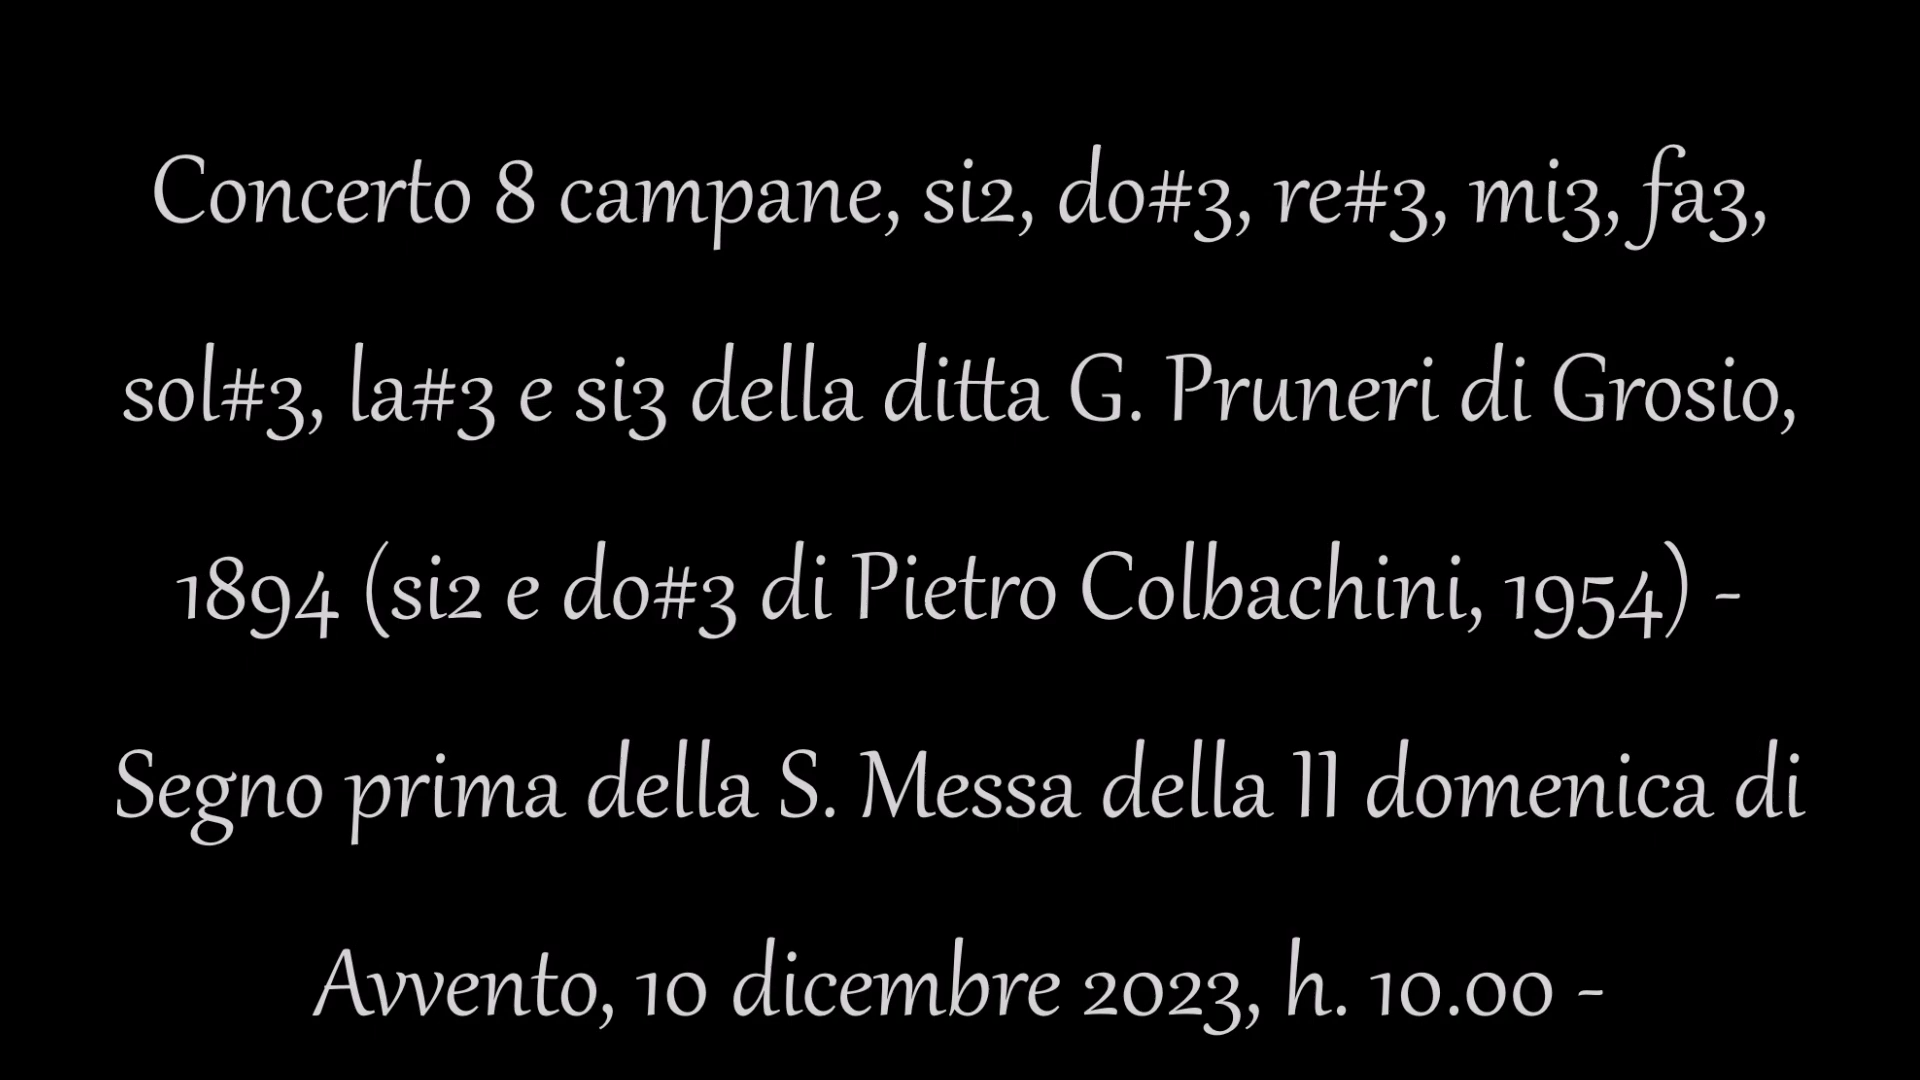 Concerto 8 campane, si2, do#3, re#3, mi3, fa3,
sol#3, la#3 e si3 della ditta G. Pruneri di Grosio,
1894 (si2 e do#3 di Pietro Colbachini, 1954) -
Segno prima della S. Messa della II domenica di
Avvento, 10 dicembre 2023, h. 10.00 -